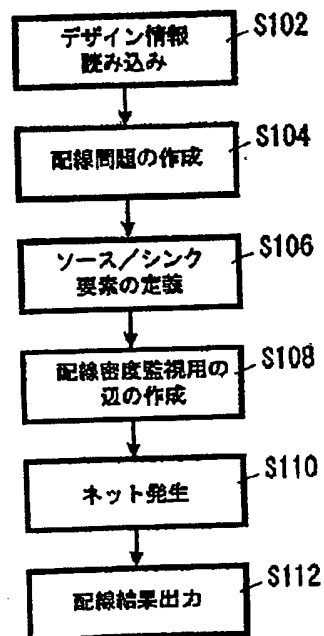 デザイン情報
読み込み
S102
配線問題の作成
S104
ソース／シンク
要素の定義
S106
配線密度監視用の
辺の作成
S108
ネット発生
S110
配線結果出力
S112